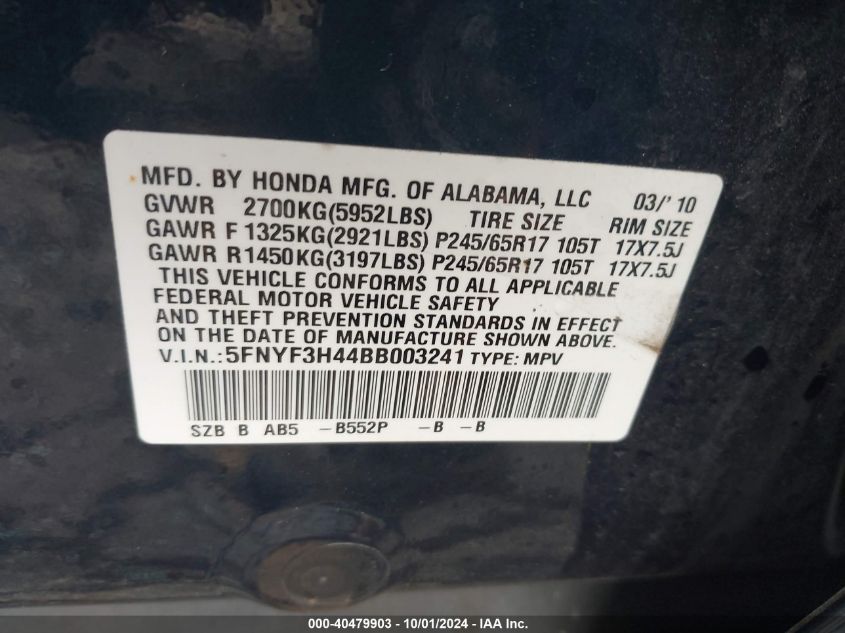 MFD. BY HONDA MFG. OF ALABAMA, LLC 03/'10
GVWR 2700KG(5952LBS) TIRE SIZE RIM SIZE
GAWR F 1325KG(2921LBS) P245/65R17 105T 17X7.5J
GAWR R1450KG(3197LBS) P245/65R17 105T 17X7.5J
THIS VEHICLE CONFORMS TO ALL APPLICABLE
FEDERAL MOTOR VEHICLE SAFETY
AND THEFT PREVENTION STANDARDS IN EFFECT
ON THE DATE OF MANUFACTURE SHOWN ABOVE.
V.I.N.:5FNYF3H44BB003241 TYPE: MPV
SZB B AB5 –B552P –B –B
000-40479903 - 10/01/2024 - IAA Inc.